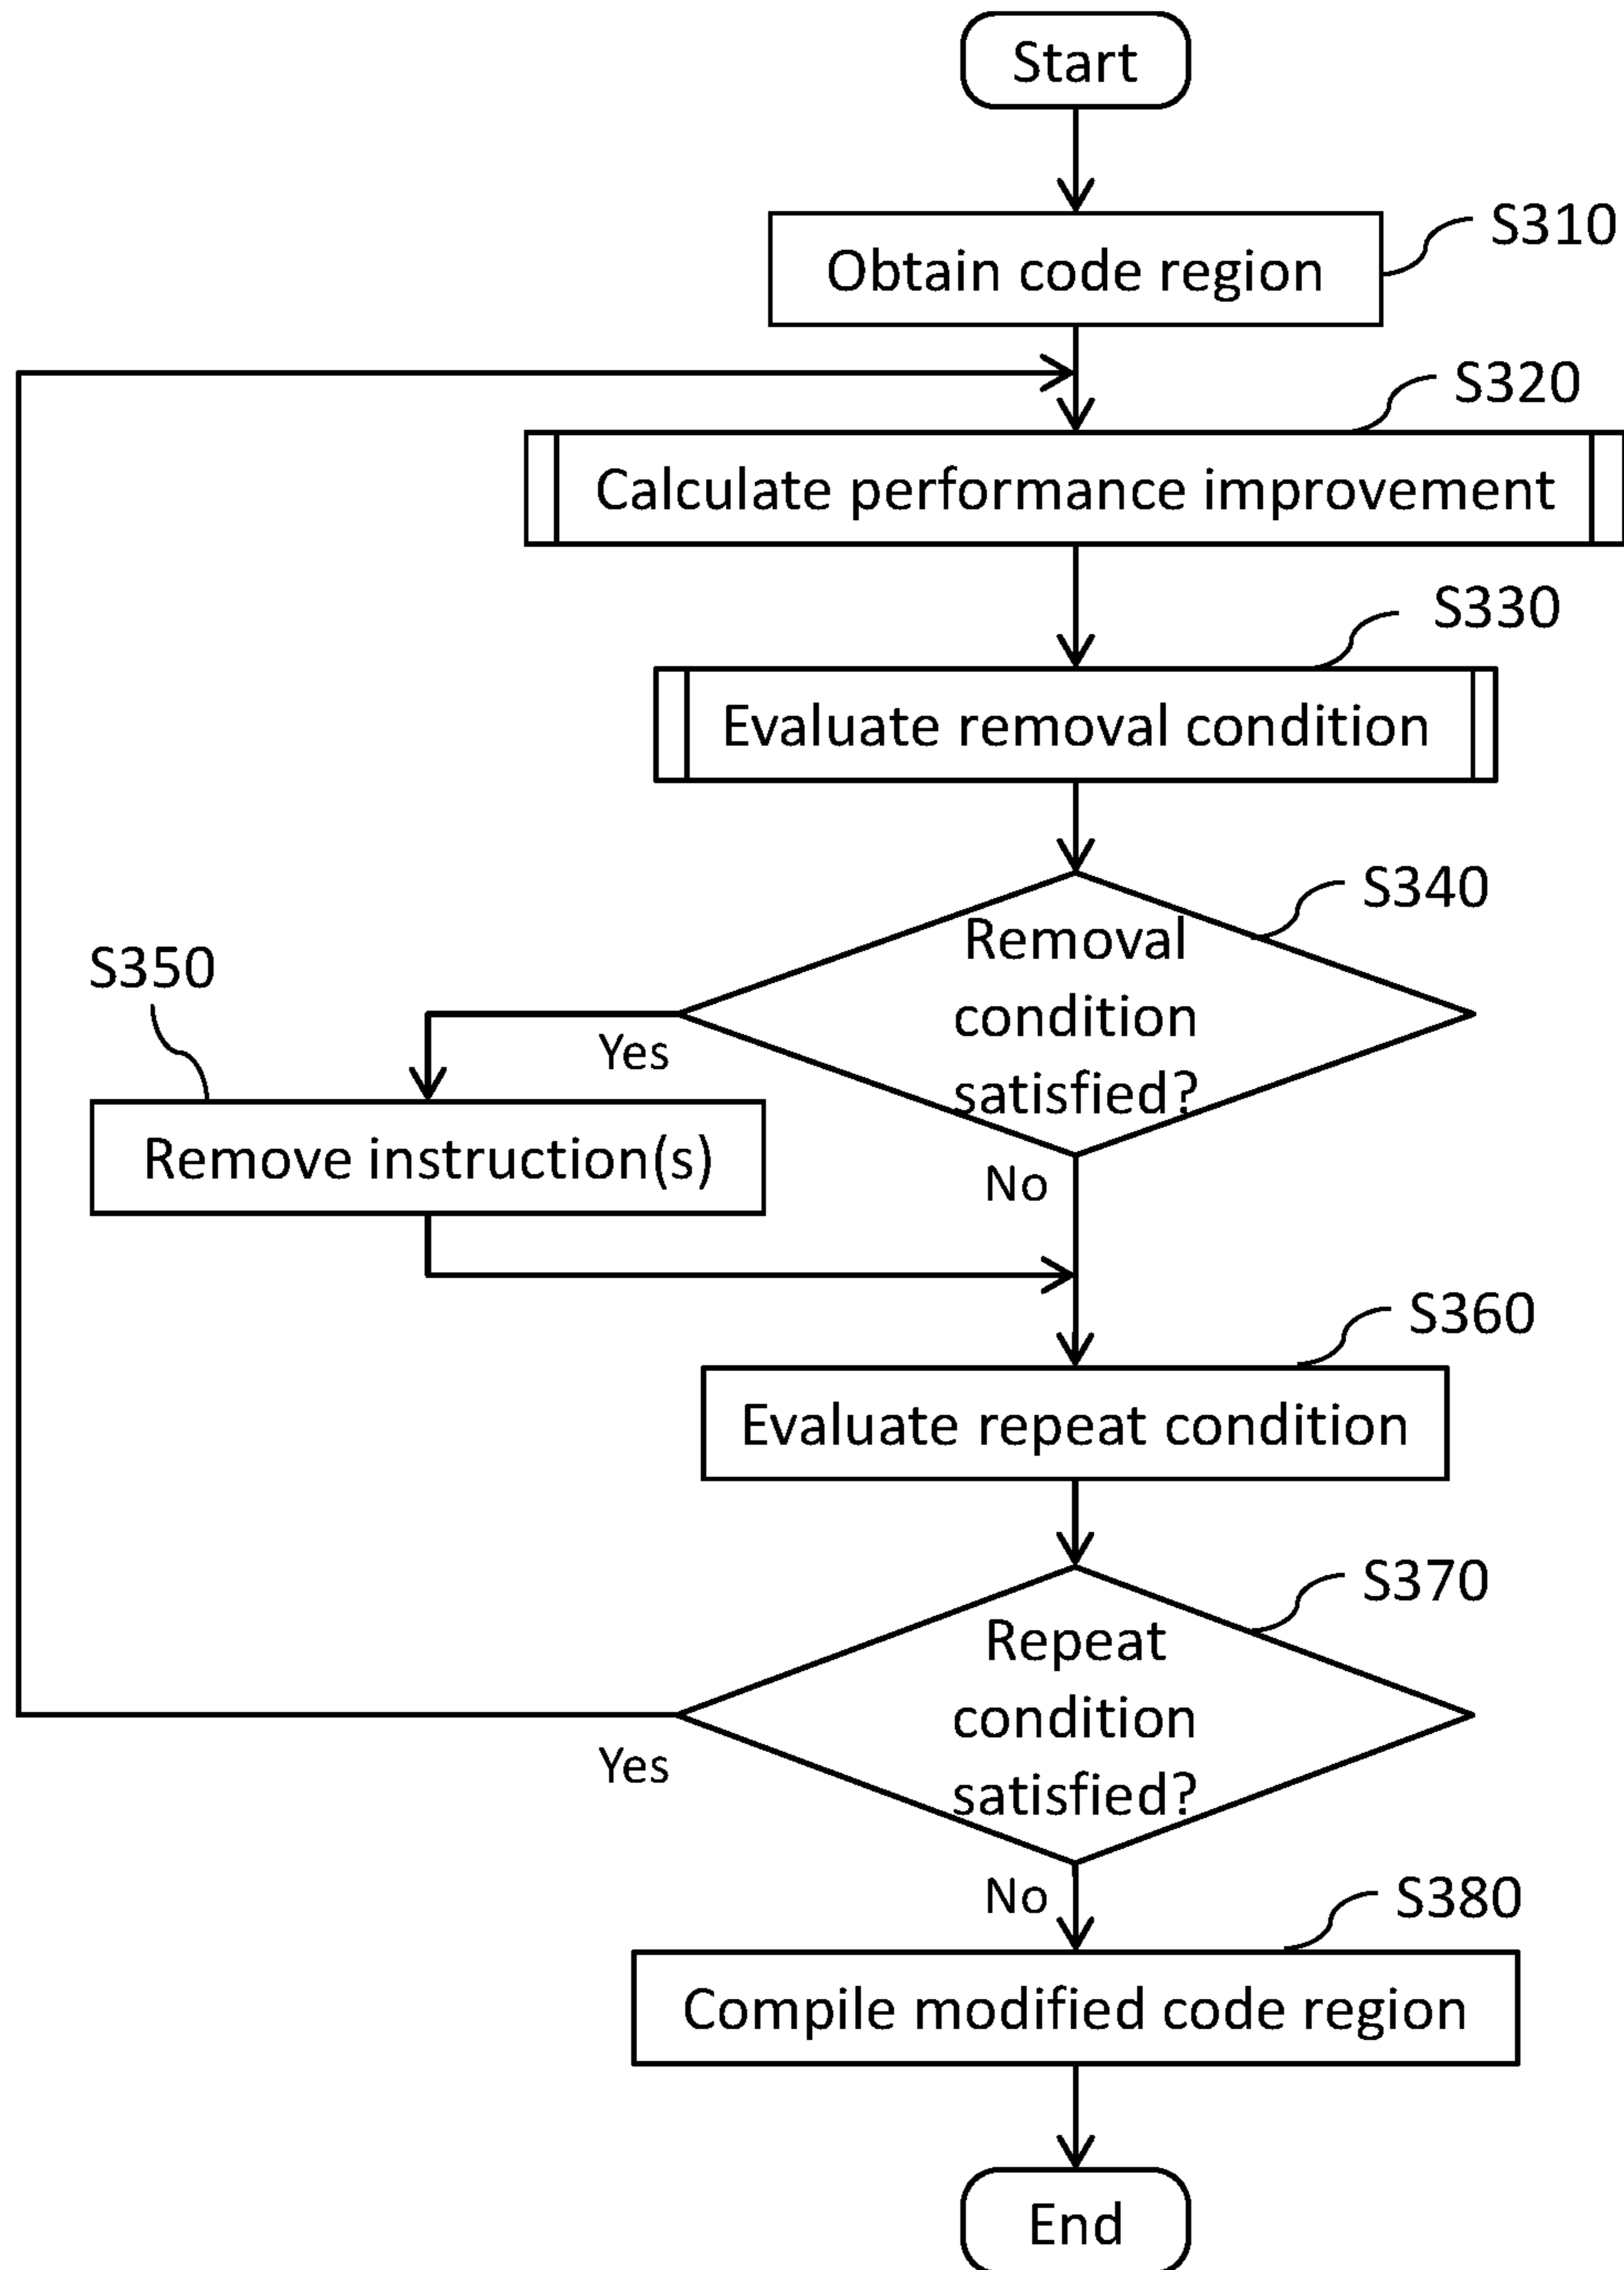 Start
S310
Obtain code region
S320
Calculate performance improvement
S330
Evaluate removal condition
S340
Removal
condition
satisfied?
S350
Yes
Remove instruction(s)
No
S360
Evaluate repeat condition
S370
Repeat
condition
satisfied?
Yes
No
S380
Compile modified code region
End